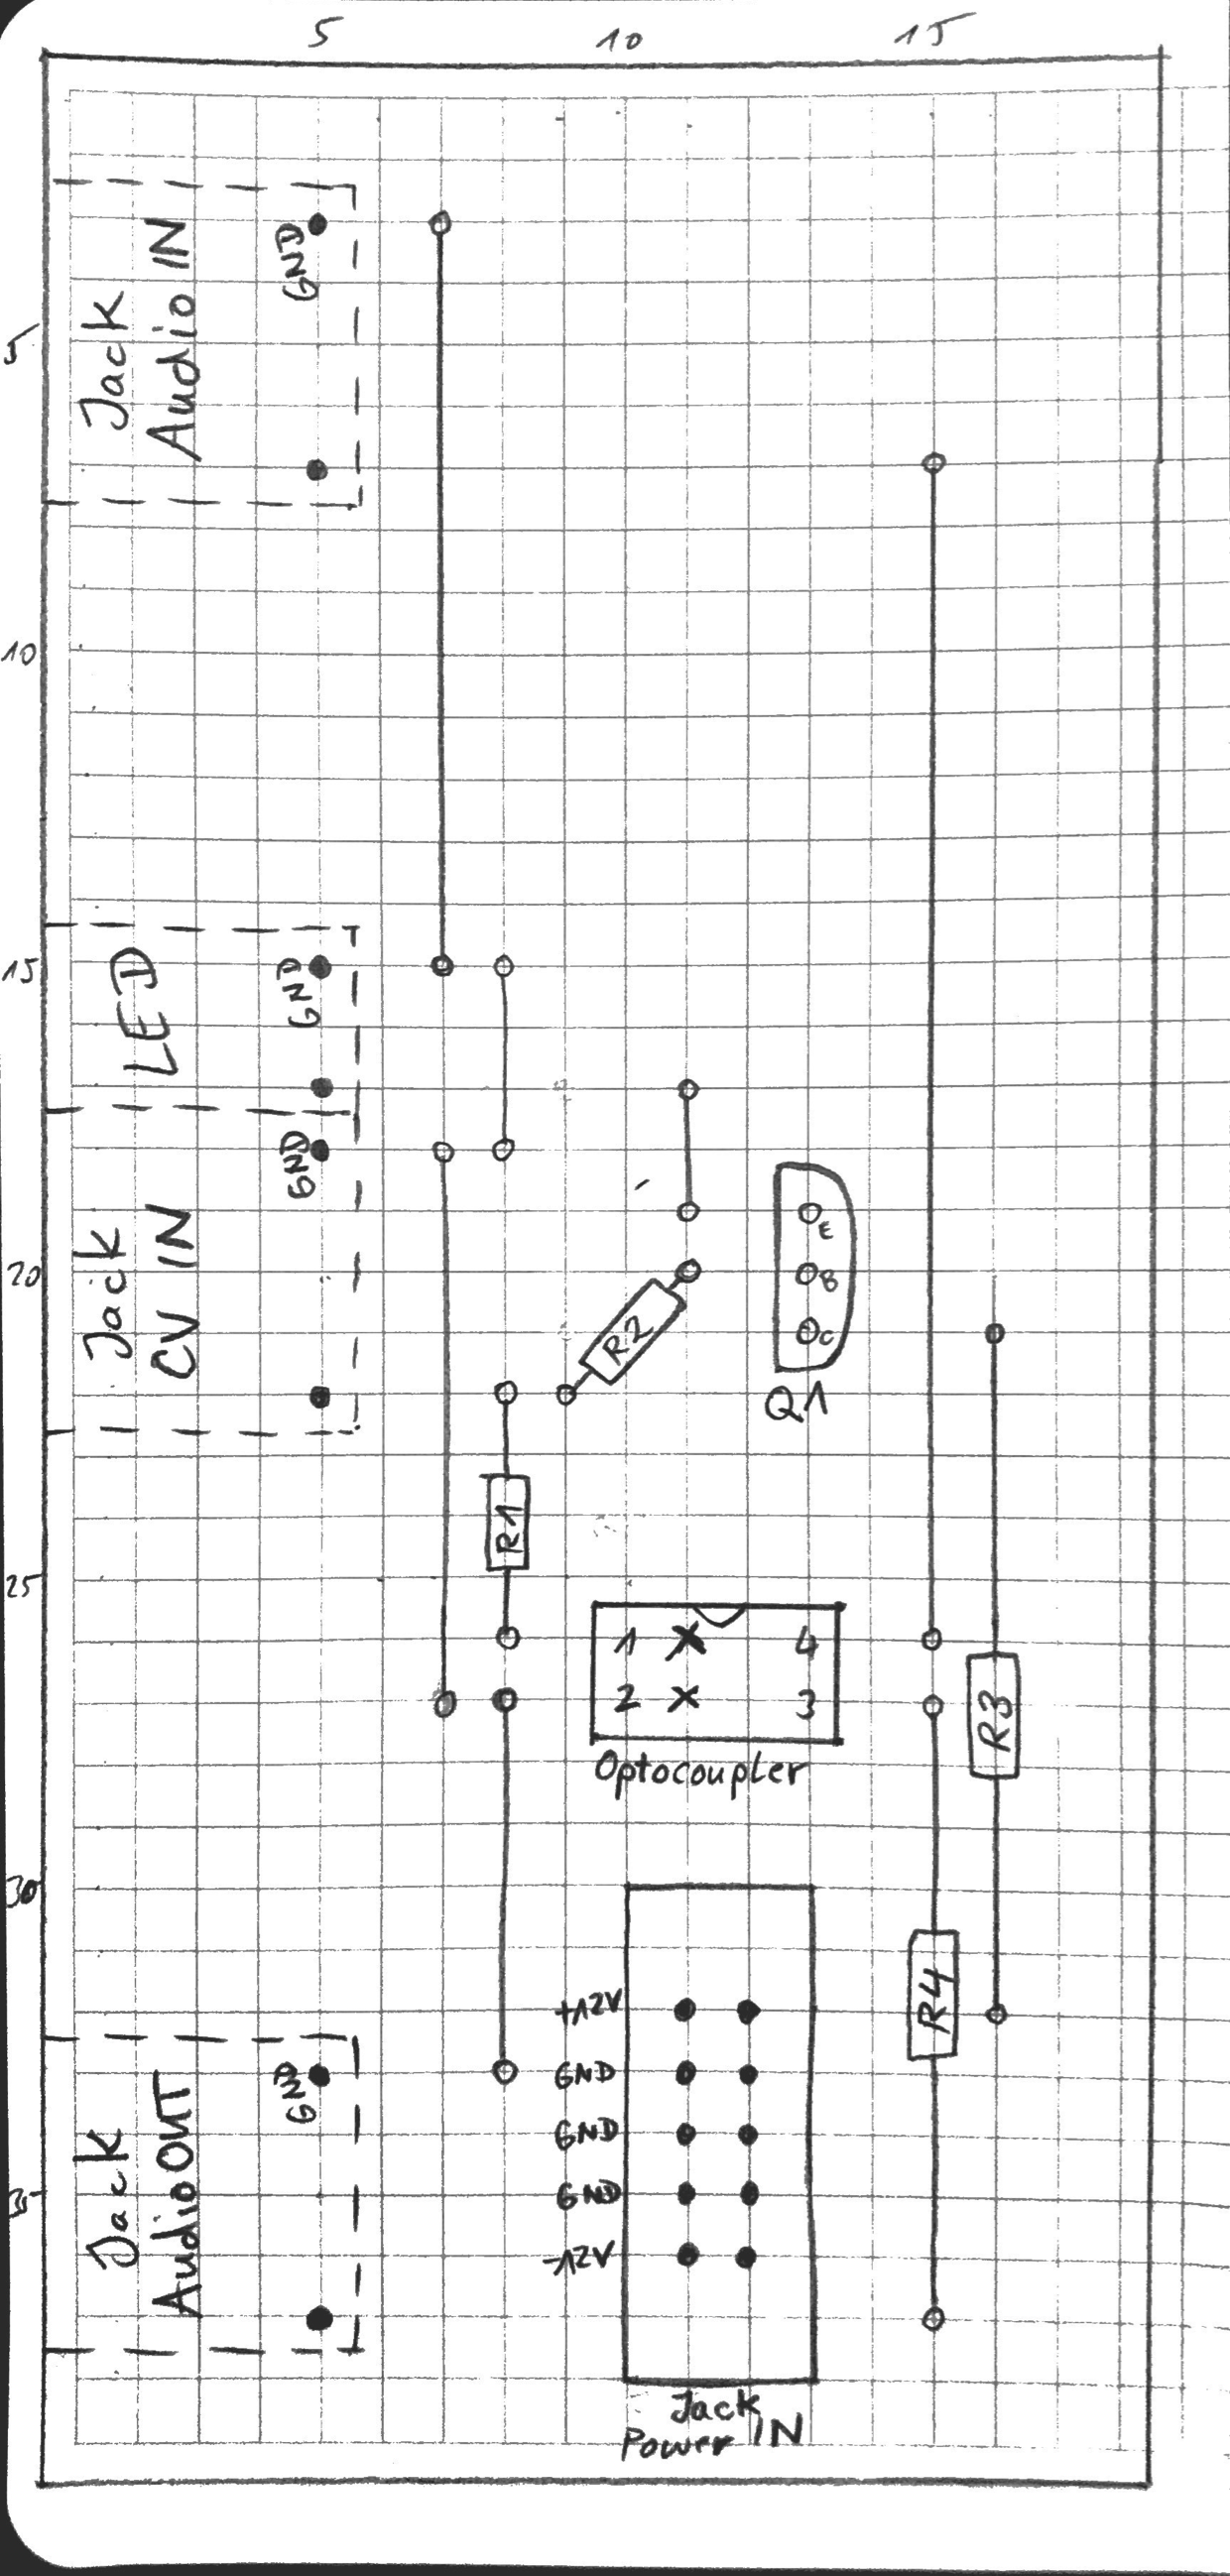 5 10 15
5
10
15
20
25
30
35
Jack
Audio IN
GND
LED
GND
Jack
CV IN
GND
E
B
C
Q1
R2
R1
1 4
2 3
Optocoupler
R3
R4
+12V
GND
GND
GND
-12V
Jack
Power IN
Jack
Audio OUT
GND